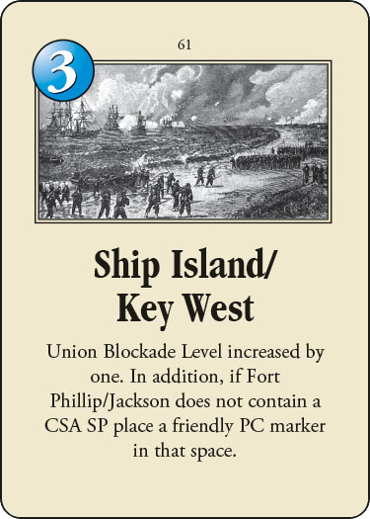 61
3
Ship Island/
Key West
Union Blockade Level increased by
one. In addition, if Fort
Phillip/Jackson does not contain a
CSA SP place a friendly PC marker
in that space.